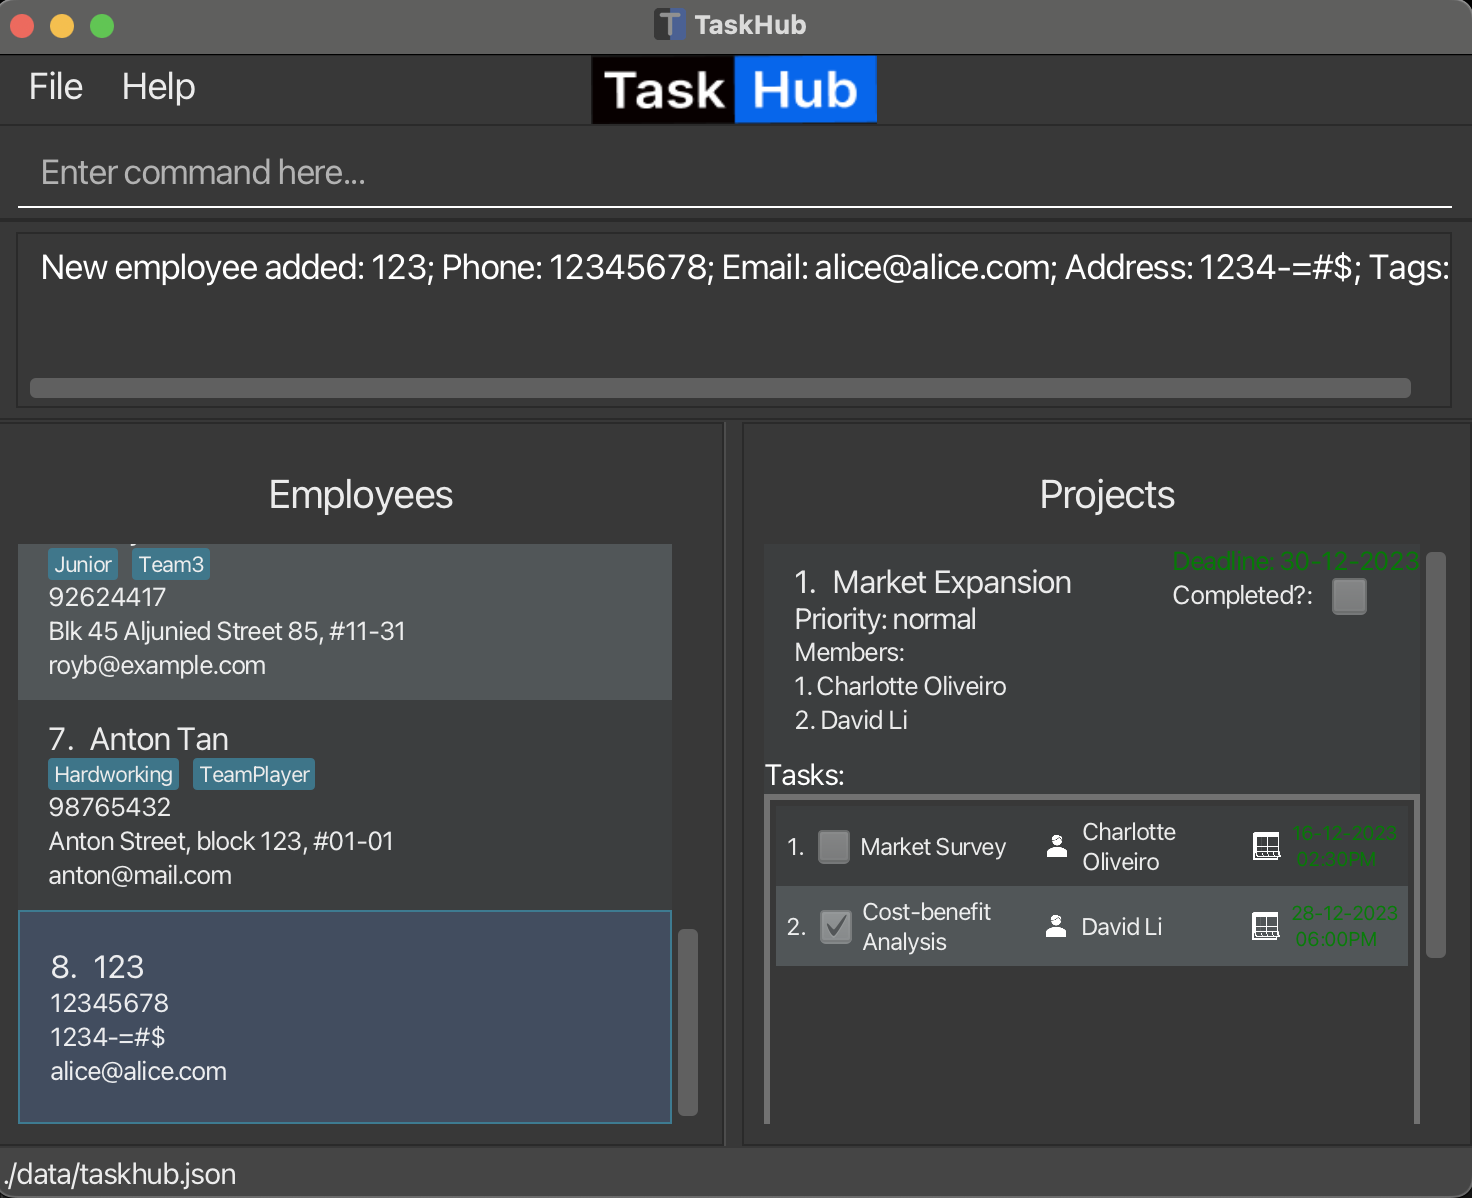 TaskHub
File Help
Task Hub
Enter command here...
New employee added: 123; Phone: 12345678; Email: alice@alice.com; Address: 1234-=#$; Tags:
Employees
Junior Team3
92624417
Blk 45 Aljunied Street 85, #11-31
royb@example.com
7. Anton Tan
Hardworking TeamPlayer
98765432
Anton Street, block 123, #01-01
anton@mail.com
8. 123
12345678
1234-=#$
alice@alice.com
Projects
Deadline: 30-12-2023
1. Market Expansion
Completed?:
Priority: normal
Members:
1. Charlotte Oliveiro
2. David Li
Tasks:
1. Market Survey
Charlotte
Oliveiro
16-12-2023
02:30PM
2. Cost-benefit
Analysis
David Li
28-12-2023
06:00PM
./data/taskhub.json